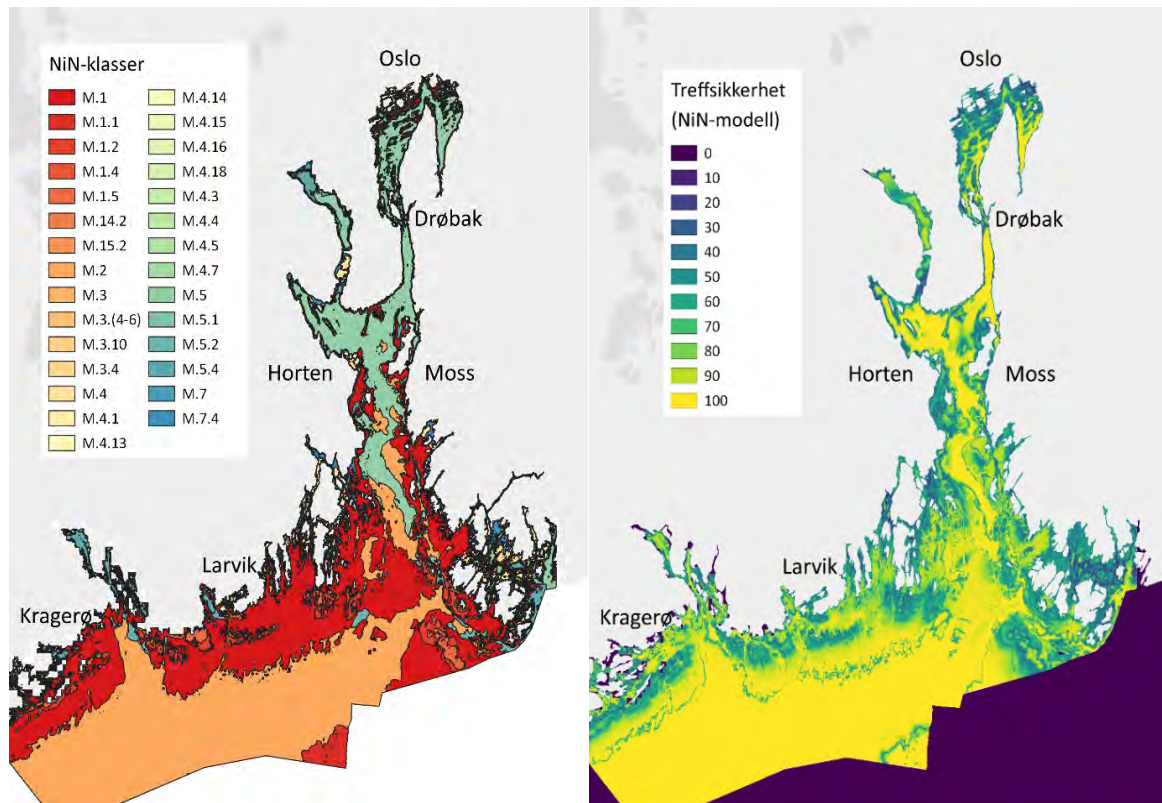 NiN-klasser
M.1
M.1.1
M.1.2
M.1.4
M.1.5
M.14.2
M.15.2
M.2
M.3
M.3.(4-6)
M.3.10
M.3.4
M.4
M.4.1
M.4.13
M.4.14
M.4.15
M.4.16
M.4.18
M.4.3
M.4.4
M.4.5
M.4.7
M.5
M.5.1
M.5.2
M.5.4
M.7
M.7.4
Oslo
Drøbak
Horten
Moss
Larvik
Kragerø
Treffsikkerhet
(NiN-modell)
0
10
20
30
40
50
60
70
80
90
100
Oslo
Drøbak
Horten
Moss
Larvik
Kragerø